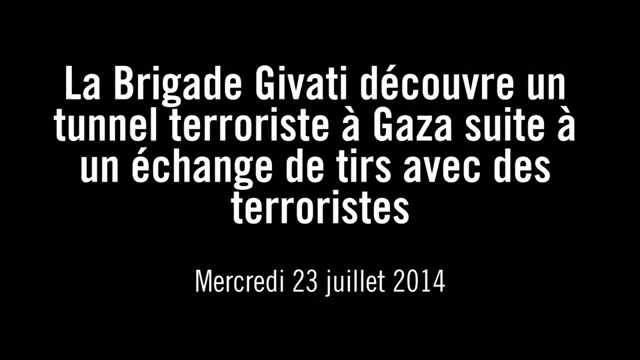 La Brigade Givati découvre un
tunnel terroriste à Gaza suite à
un échange de tirs avec des
terroristes
Mercredi 23 juillet 2014